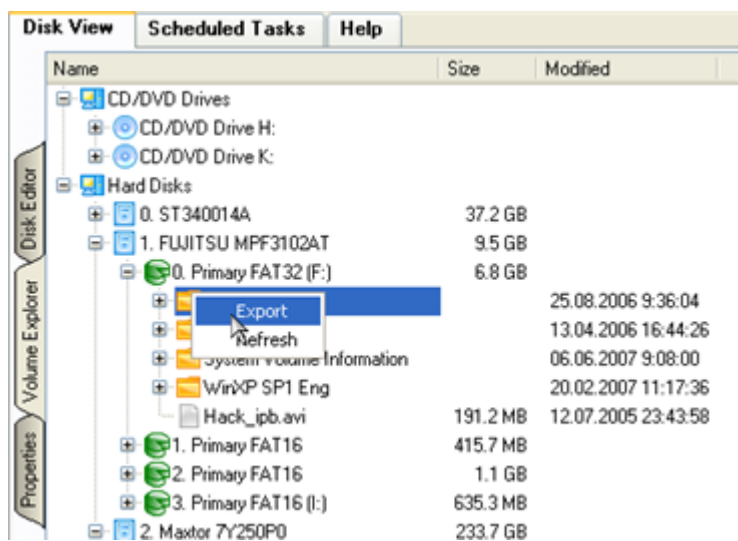 Disk View Scheduled Tasks Help
Name Size Modified
CD/DVD Drives
CD/DVD Drive H:
CD/DVD Drive K:
Hard Disks
0. ST340014A 37.2 GB
1. FUJITSU MPF3102AT 9.5 GB
0. Primary FAT32 (F:) 6.8 GB
25.08.2006 9:36:04
Export
13.04.2006 16:44:26
Refresh
System Volume Information 06.06.2007 9:08:00
WinXP SP1 Eng 20.02.2007 11:17:36
Hack_ipb.avi 191.2 MB 12.07.2005 23:43:58
1. Primary FAT16 415.7 MB
2. Primary FAT16 1.1 GB
3. Primary FAT16 (I:) 635.3 MB
2. Maxtor 7Y250P0 233.7 GB
Disk Editor
Volume Explorer
Properties